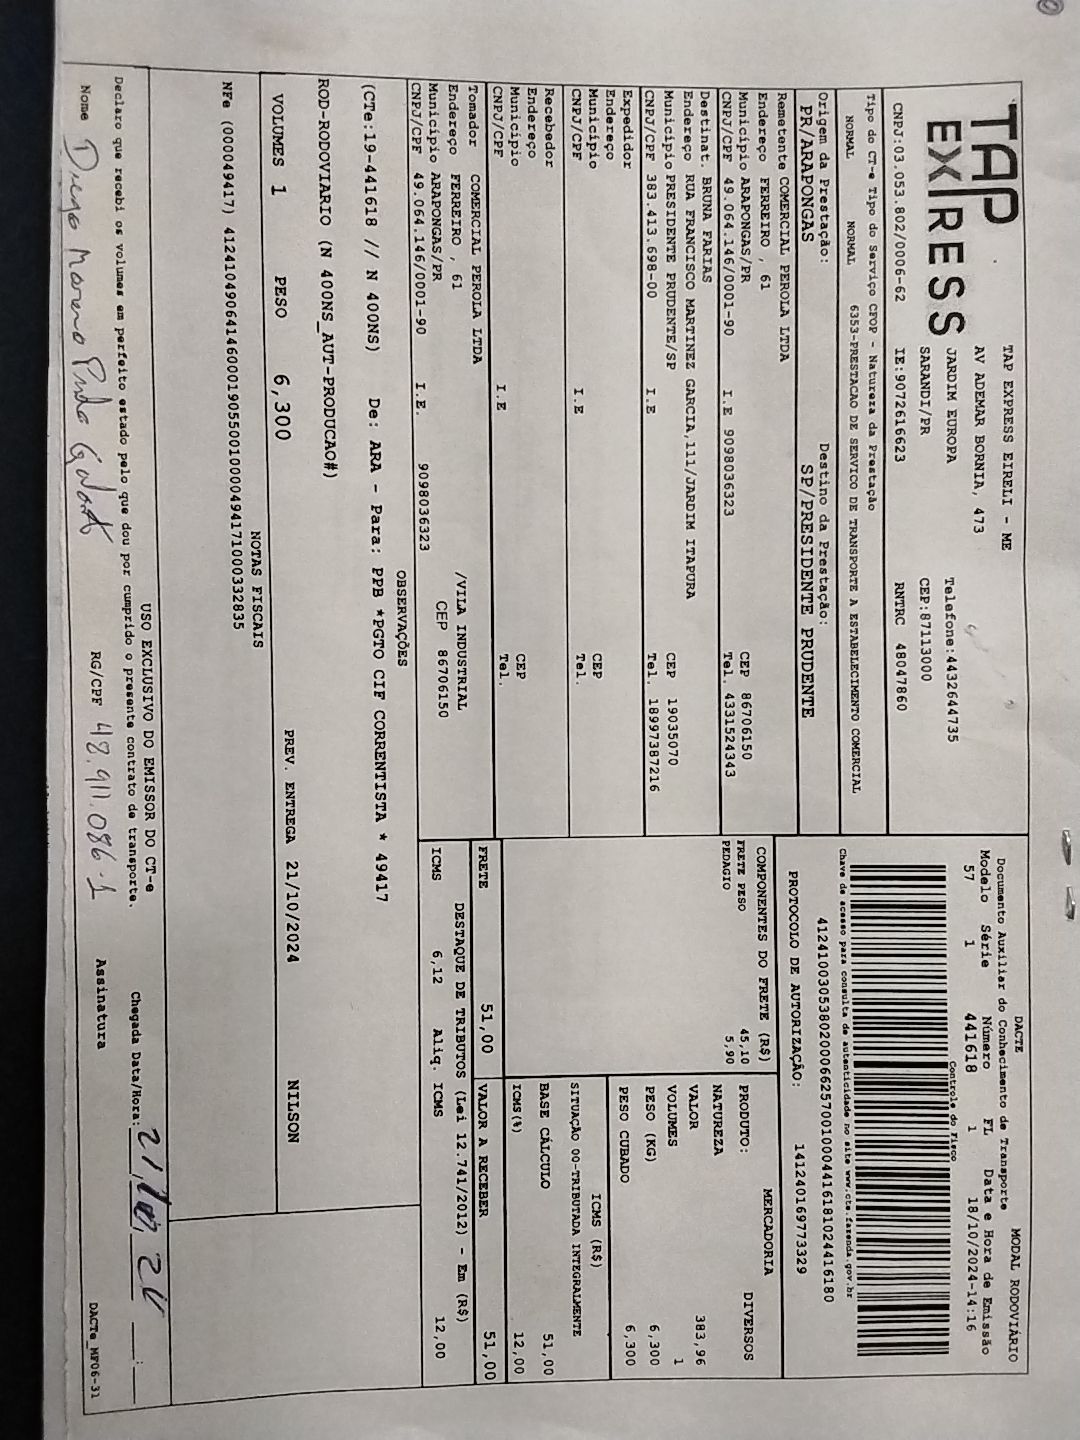 TAP EXPRESS
TAP EXPRESS EIRELI - ME
AV ADEMAR BORNIA, 473
JARDIM EUROPA Telefone:4432644735
SARANDI/PR CEP:87113000
CNPJ:03.053.802/0006-62 IE:9072616623 RNTRC 48047860
Tipo do CT-e Tipo do Serviço CFOP - Natureza da Prestação
NORMAL NORMAL 6353-PRESTACAO DE SERVICO DE TRANSPORTE A ESTABELECIMENTO COMERCIAL
Origem da Prestação: Destino da Prestação:
PR/ARAPONGAS SP/PRESIDENTE PRUDENTE
DACTE MODAL RODOVIÁRIO
Documento Auxiliar do Conhecimento de Transporte
Modelo Série Número FL Data e Hora de Emissão
57 1 441618 1 18/10/2024-14:16
Controle do Fisco
Chave de acesso para consulta de autenticidade no site www.cte.fazenda.gov.br
41241003053802000662570010004416181024416180
PROTOCOLO DE AUTORIZAÇÃO: 141240169773329
Remetente COMERCIAL PEROLA LTDA
Endereço FERREIRO , 61
Município ARAPONGAS/PR CEP 86706150
CNPJ/CPF 49.064.146/0001-90 I.E 9098036323 Tel. 4331524343
Destinat. BRUNA FARIAS
Endereço RUA FRANCISCO MARTINEZ GARCIA,111/JARDIM ITAPURA
Município PRESIDENTE PRUDENTE/SP CEP 19035070
CNPJ/CPF 383.413.698-00 I.E Tel. 18997387216
Expedidor
Endereço
Município CEP
CNPJ/CPF I.E Tel.
Recebedor
Endereço
Município CEP
CNPJ/CPF I.E Tel.
Tomador COMERCIAL PEROLA LTDA
Endereço FERREIRO , 61 /VILA INDUSTRIAL
Município ARAPONGAS/PR CEP 86706150
CNPJ/CPF 49.064.146/0001-90 I.E. 9098036323
COMPONENTES DO FRETE (R$)
FRETE PESO 45,10
PEDAGIO 5,90
FRETE 51,00
MERCADORIA
PRODUTO: DIVERSOS
NATUREZA
VALOR 383,96
VOLUMES 1
PESO (KG) 6,300
PESO CUBADO 6,300
ICMS (R$)
SITUAÇÃO 00-TRIBUTADA INTEGRALMENTE
BASE CÁLCULO 51,00
ICMS(%) 12,00
VALOR A RECEBER 51,00
DESTAQUE DE TRIBUTOS (Lei 12.741/2012) - Em (R$)
ICMS 6,12 Aliq. ICMS 12,00
OBSERVAÇÕES
(CTe:19-441618 // N 400NS) De: ARA - Para: PPB *PGTO CIF CORRENTISTA * 49417
ROD-RODOVIARIO (N 400NS_AUT-PRODUCAO#)
VOLUMES 1 PESO 6,300 PREV. ENTREGA 21/10/2024 NILSON
NOTAS FISCAIS
NFe (000049417) 41241049064146000190550010000494171000332835
USO EXCLUSIVO DO EMISSOR DO CT-e
Declaro que recebi os volumes em perfeito estado pelo que dou por cumprido o presente contrato de transporte. Chegada Data/Hora: 21/10/24 __:__
Nome Diego Moreno RG/CPF 48.911.086-1 Assinatura
DACTe_MF06-31